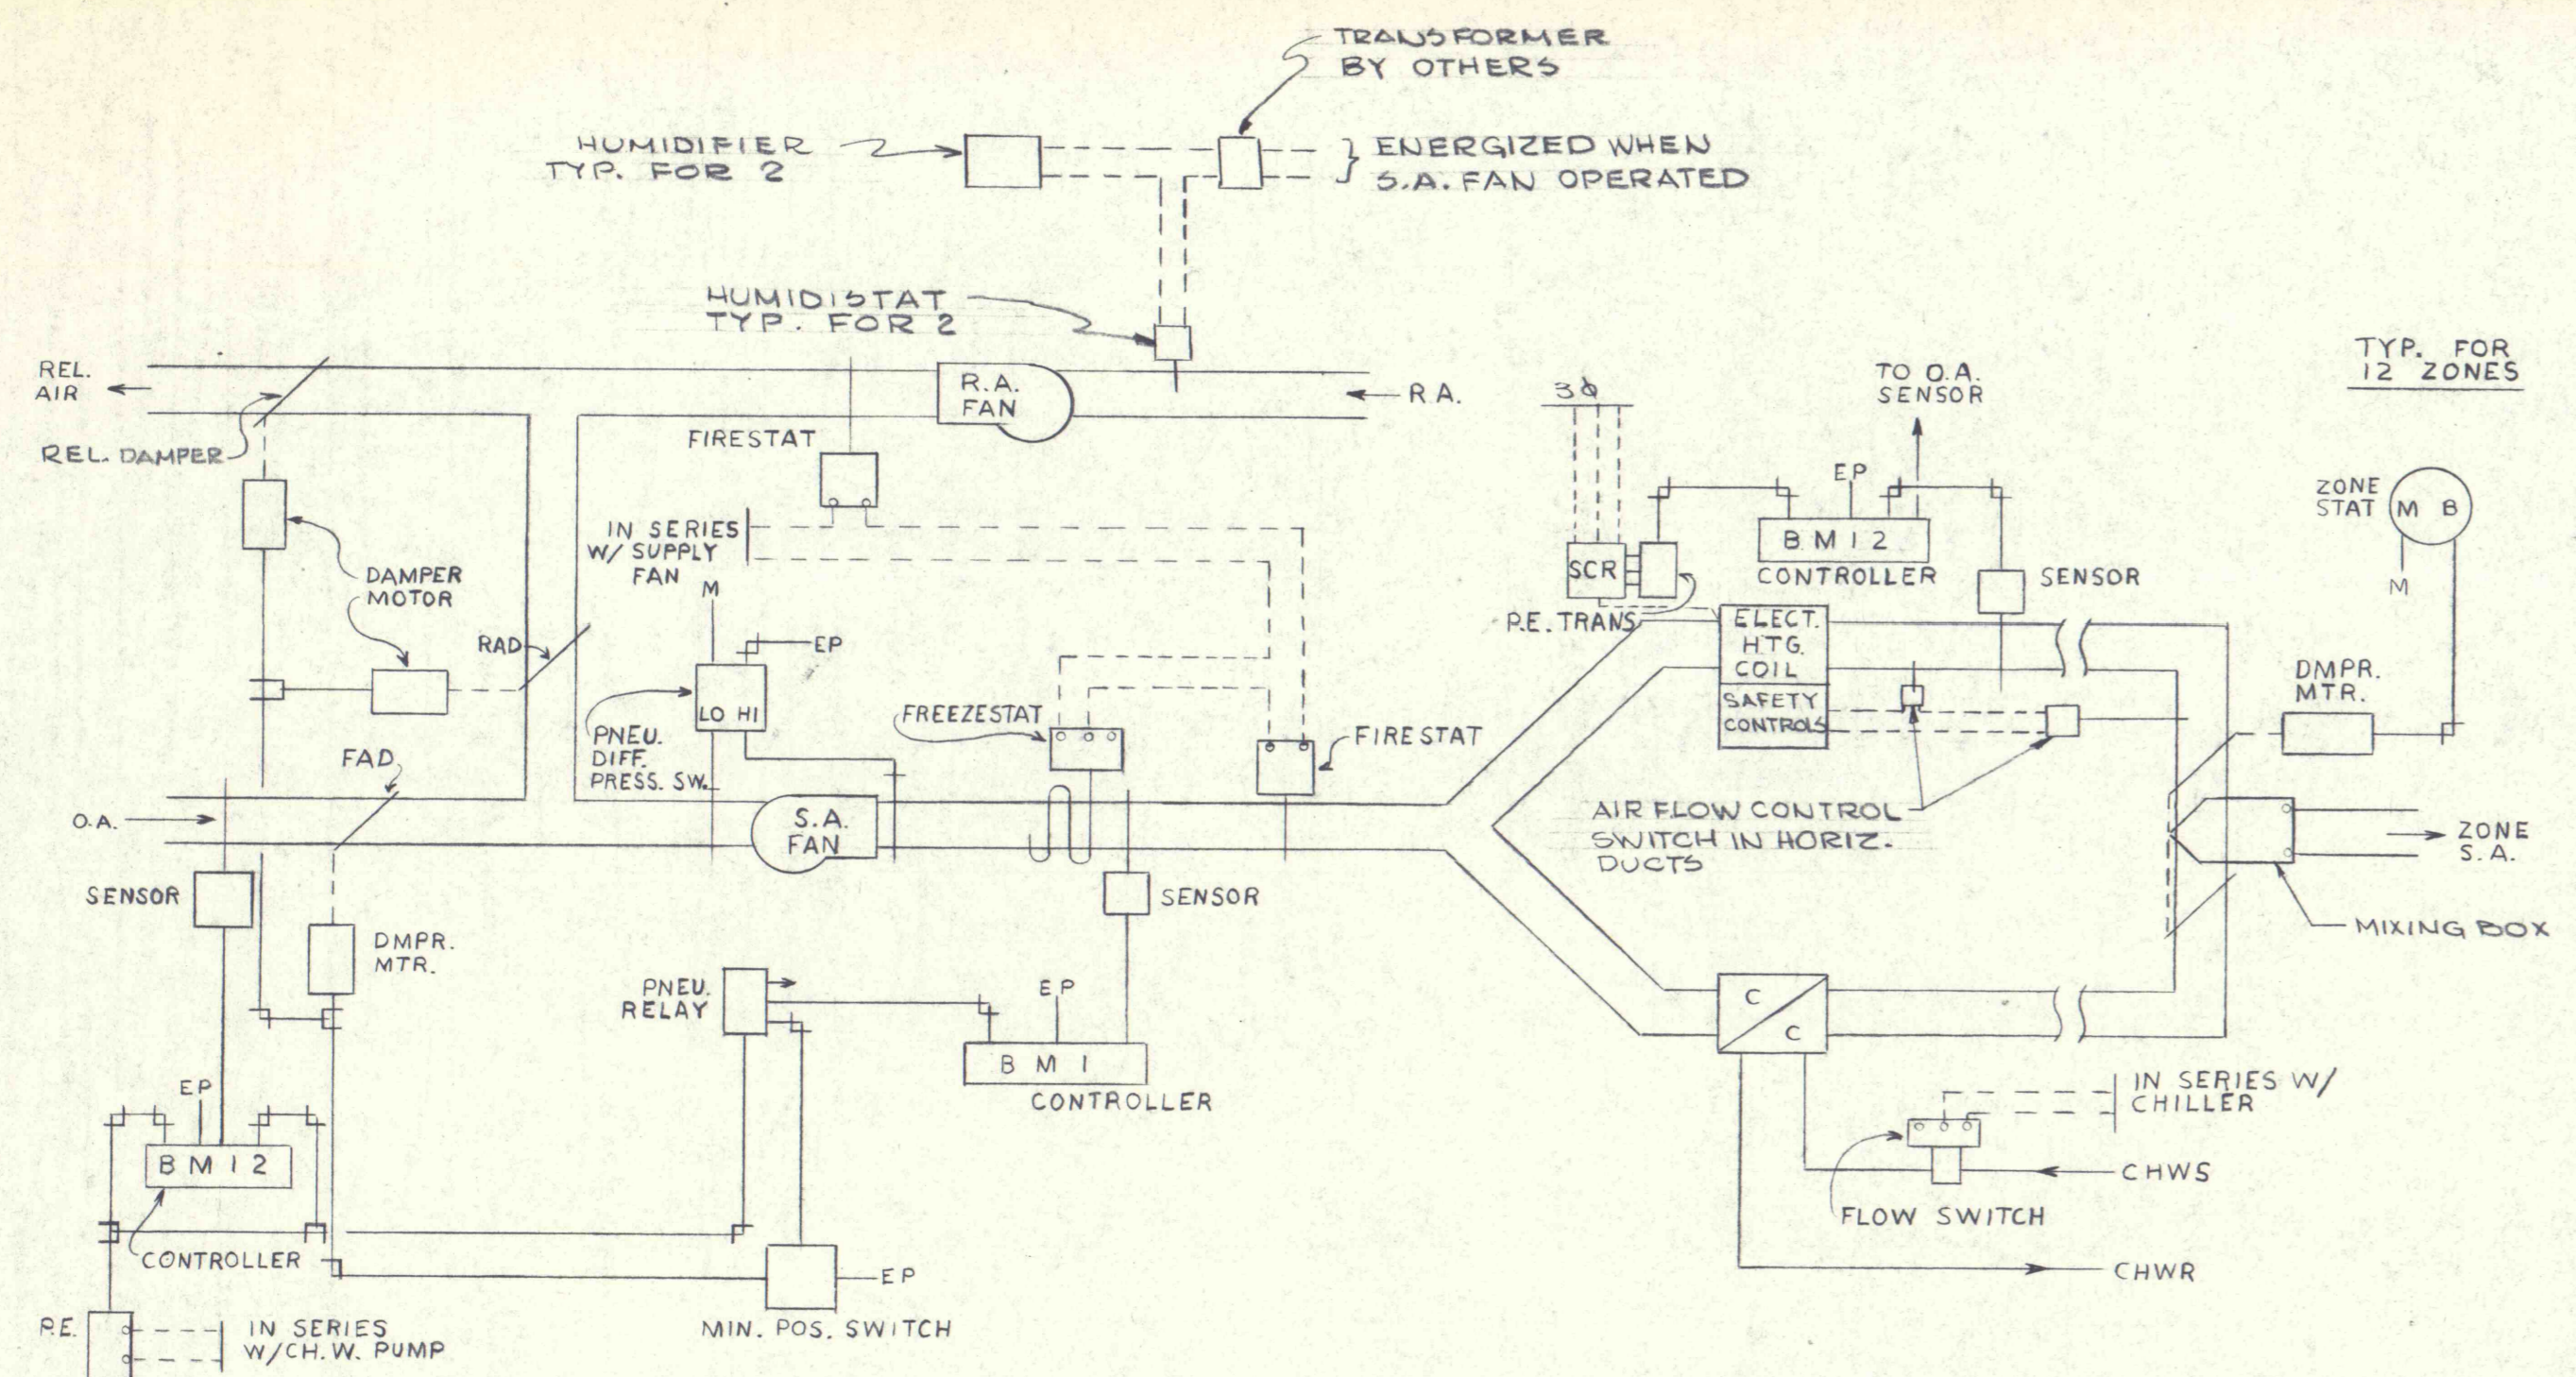 TRANSFORMER
BY OTHERS
HUMIDIFIER
TYP. FOR 2
ENERGIZED WHEN
S.A. FAN OPERATED
HUMIDISTAT
TYP. FOR 2
REL.
AIR
R.A.
FAN
R.A.
REL. DAMPER
FIRESTAT
3ϕ
TO O.A.
SENSOR
TYP. FOR
12 ZONES
EP
ZONE
STAT
M B
M
IN SERIES
W/ SUPPLY
FAN
B M 1 2
CONTROLLER
SCR
SENSOR
P.E. TRANS
DAMPER
MOTOR
M
EP
RAD
LO HI
PNEU.
DIFF.
PRESS. SW.
FREEZESTAT
FIRESTAT
ELECT.
HTG.
COIL
SAFETY
CONTROLS
DMPR.
MTR.
FAD
O.A.
S.A.
FAN
AIR FLOW CONTROL
SWITCH IN HORIZ.
DUCTS
ZONE
S.A.
MIXING BOX
SENSOR
SENSOR
DMPR.
MTR.
PNEU.
RELAY
EP
B M 1
CONTROLLER
C
C
IN SERIES W/
CHILLER
CHWS
FLOW SWITCH
CHWR
EP
B M 1 2
CONTROLLER
EP
MIN. POS. SWITCH
P.E.
IN SERIES
W/CH.W. PUMP